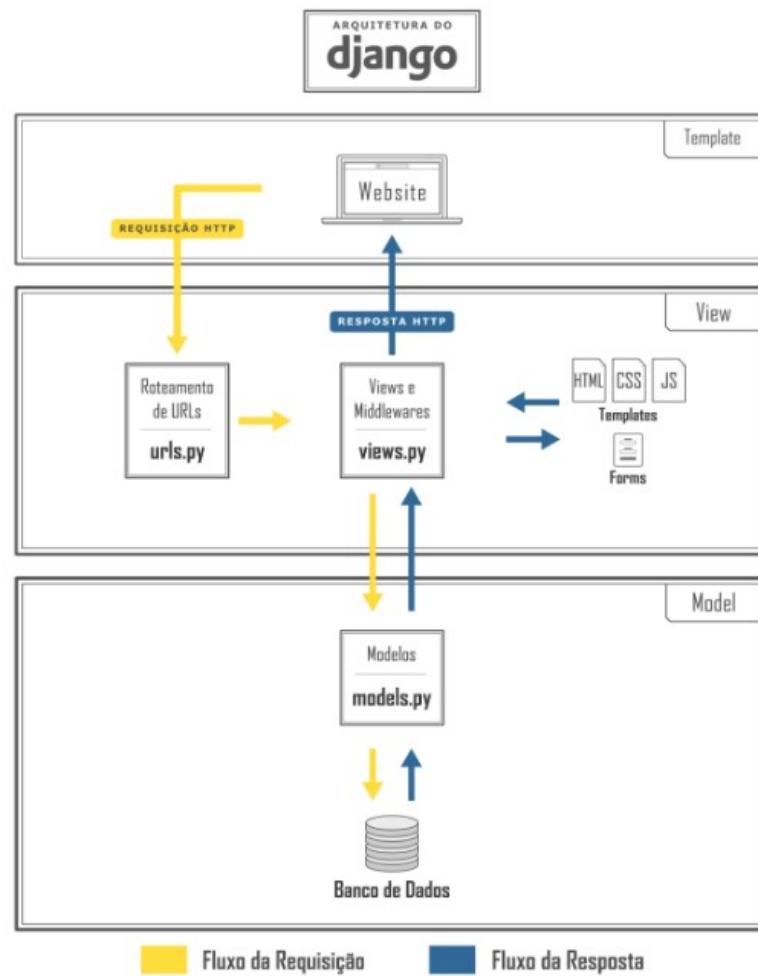 ARQUITETURA DO
django
Template
Website
REQUISIÇÃO HTTP
View
RESPOSTA HTTP
Roteamento
de URLs
urls.py
Views e
Middlewares
views.py
HTML
CSS
JS
Templates
Forms
Model
Modelos
models.py
Banco de Dados
Fluxo da Requisição
Fluxo da Resposta